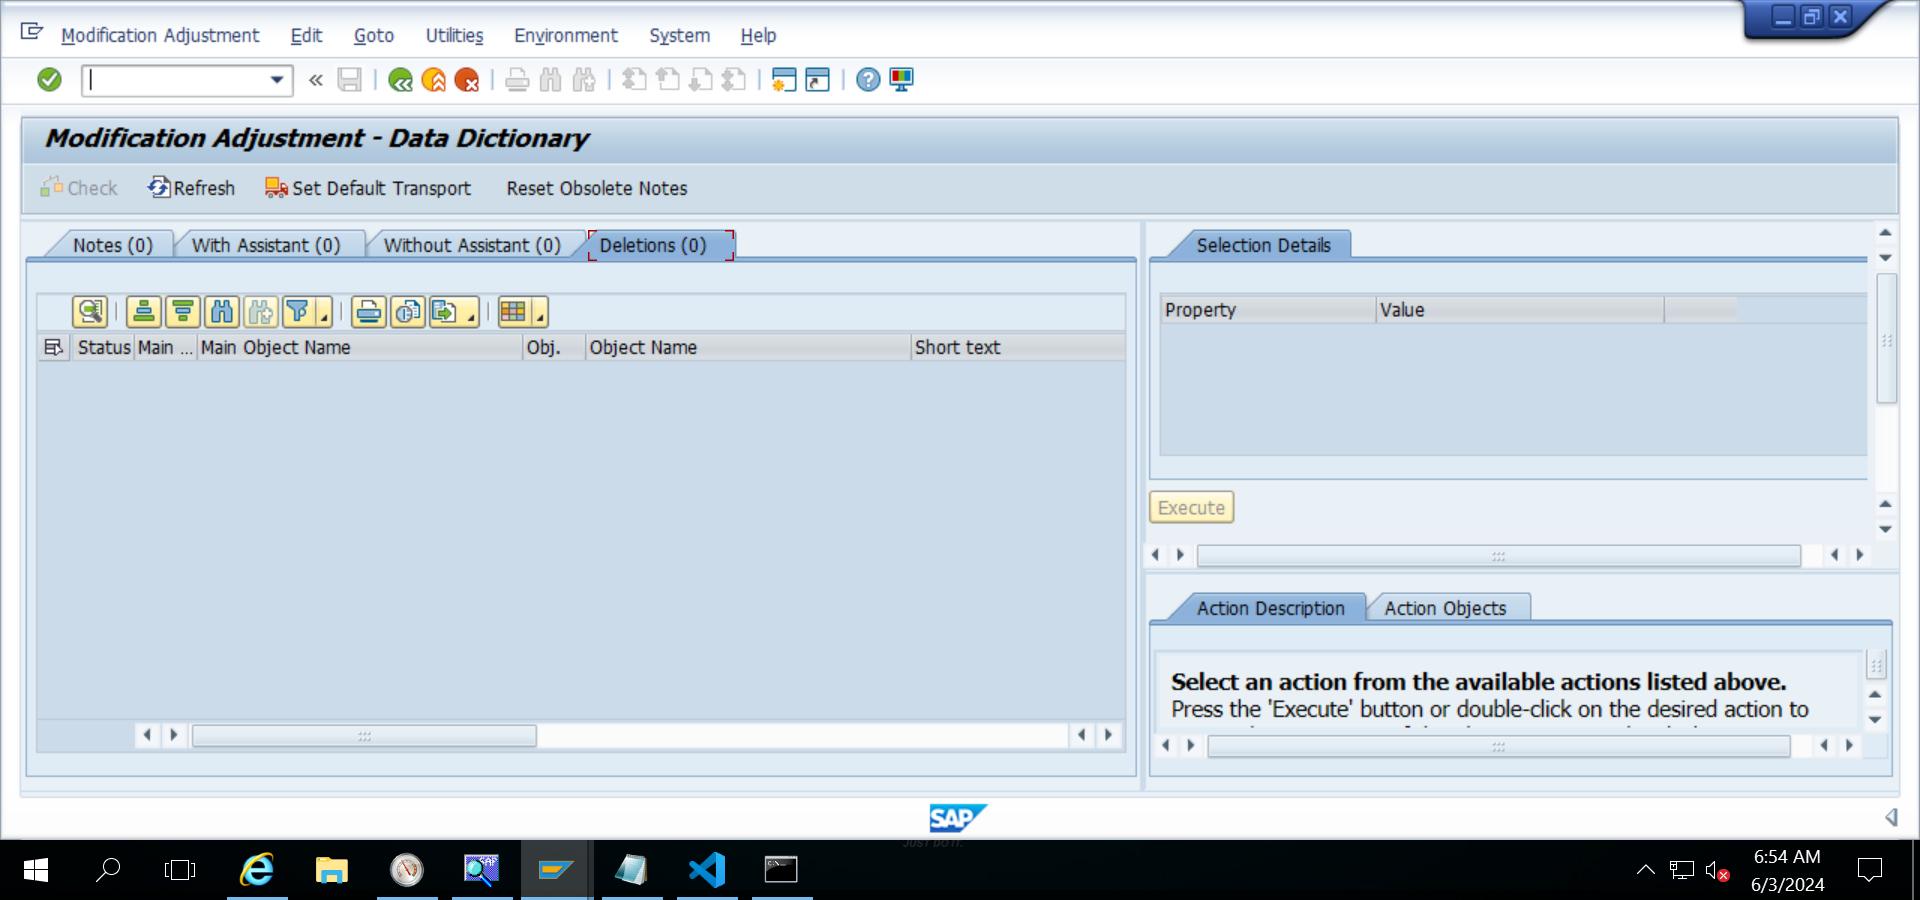 Modification Adjustment Edit Goto Utilities Environment System Help
Modification Adjustment - Data Dictionary
Check Refresh Set Default Transport Reset Obsolete Notes
Notes (0) With Assistant (0) Without Assistant (0) Deletions (0)
Status Main ... Main Object Name Obj. Object Name Short text
Selection Details
Property Value
Execute
Action Description Action Objects
Select an action from the available actions listed above.
Press the 'Execute' button or double-click on the desired action to
SAP
JUST DO IT.
6:54 AM
6/3/2024